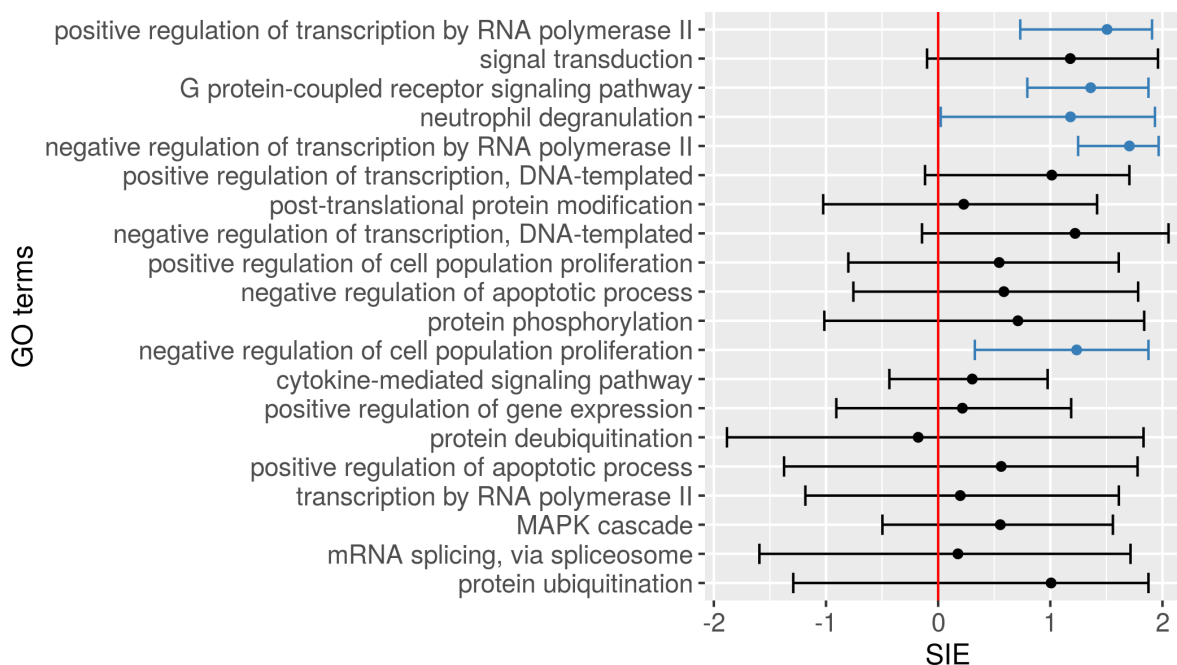 positive regulation of transcription by RNA polymerase II
signal transduction
G protein-coupled receptor signaling pathway
neutrophil degranulation
negative regulation of transcription by RNA polymerase II
positive regulation of transcription, DNA-templated
post-translational protein modification
negative regulation of transcription, DNA-templated
positive regulation of cell population proliferation
negative regulation of apoptotic process
protein phosphorylation
negative regulation of cell population proliferation
cytokine-mediated signaling pathway
positive regulation of gene expression
protein deubiquitination
positive regulation of apoptotic process
transcription by RNA polymerase II
MAPK cascade
mRNA splicing, via spliceosome
protein ubiquitination
GO terms
-2 -1 0 1 2
SIE